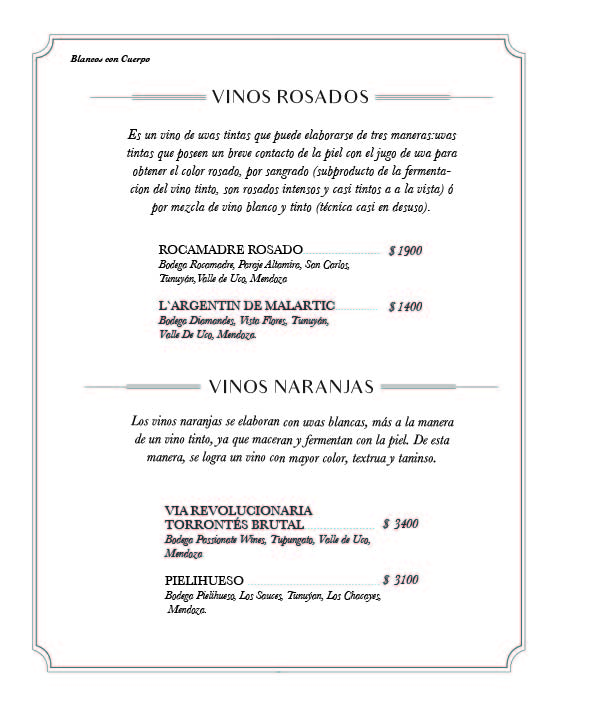 Blancos con Cuerpo
VINOS ROSADOS
Es un vino de uvas tintas que puede elaborarse de tres maneras:uvas
tintas que poseen un breve contacto de la piel con el jugo de uva para
obtener el color rosado, por sangrado (subproducto de la fermenta-
cion del vino tinto, son rosados intensos y casi tintos a a la vista) ó
por mezcla de vino blanco y tinto (técnica casi en desuso).
ROCAMADRE ROSADO $ 1900
Bodega Rocamadre, Paraje Altamira, San Carlos,
Tunuyán,Valle de Uco, Mendoza
L`ARGENTIN DE MALARTIC $ 1400
Bodega Diamandes, Vista Flores, Tunuyán,
Valle De Uco, Mendoza.
VINOS NARANJAS
Los vinos naranjas se elaboran con uvas blancas, más a la manera
de un vino tinto, ya que maceran y fermentan con la piel. De esta
manera, se logra un vino con mayor color, textrua y taninso.
VIA REVOLUCIONARIA
TORRONTÉS BRUTAL $ 3400
Bodega Passionate Wines, Tupungato, Valle de Uco,
Mendoza
PIELIHUESO $ 3100
Bodega Pielihueso, Los Sauces, Tunuyan, Los Chacayes,
Mendoza.